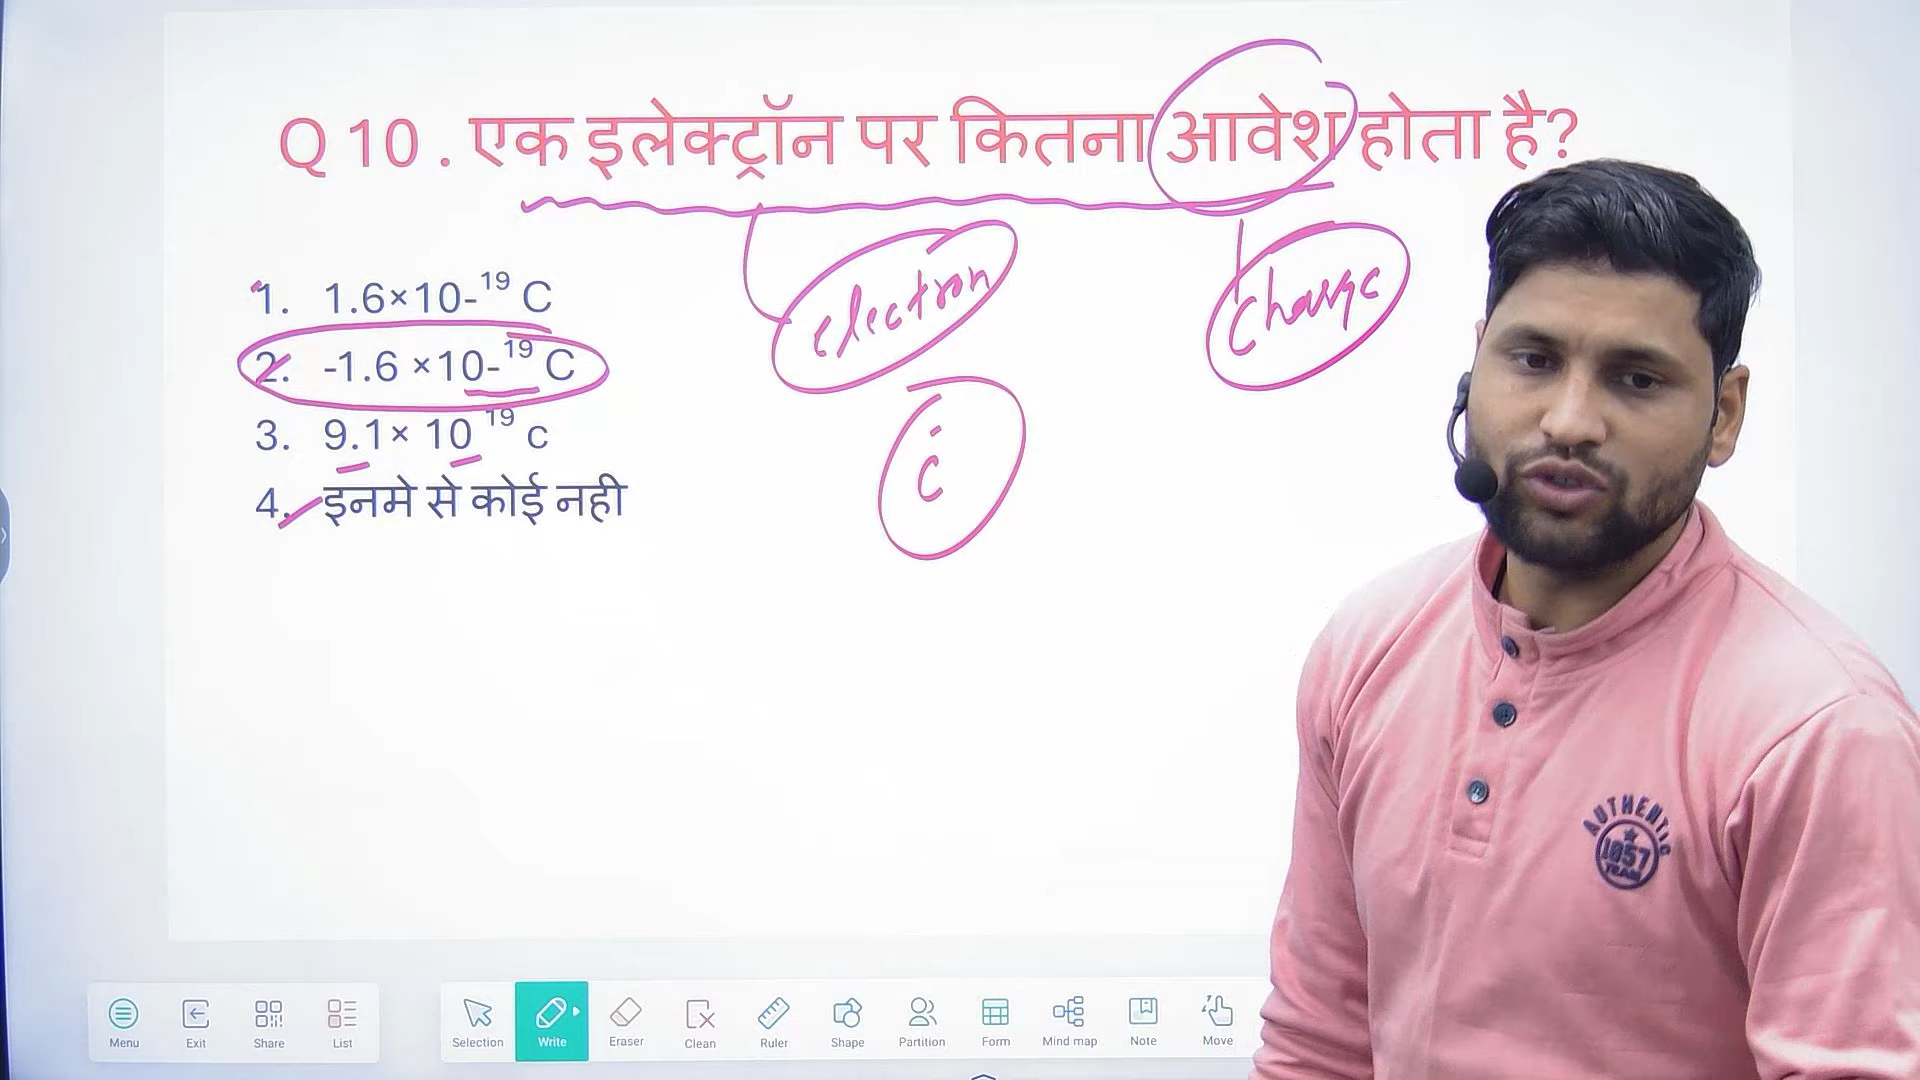 Q 10 . एक इलेक्ट्रॉन पर कितना आवेश होता है?
electron
charge
1. 1.6×10-¹⁹ C
2. -1.6 ×10-¹⁹ C
3. 9.1× 10 ¹⁹ c
4. इनमे से कोई नही
c
AUTHENTIC
1857
TEAM
Menu Exit Share List Selection Write Eraser Clean Ruler Shape Partition Form Mind map Note Move